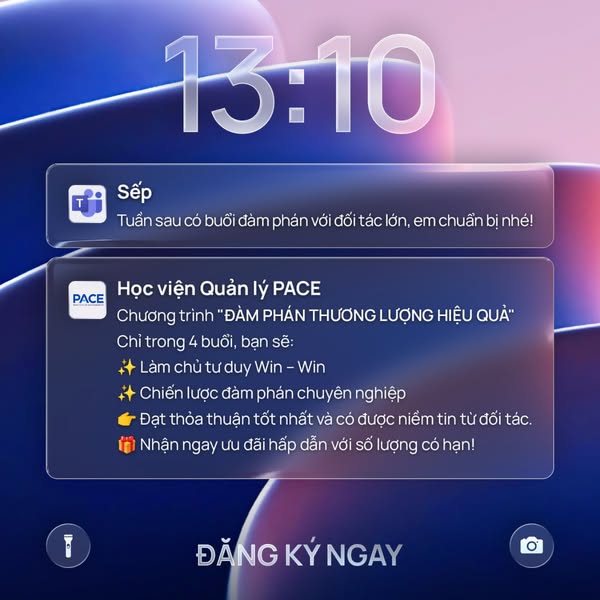 13:10
Sếp
Tuần sau có buổi đàm phán với đối tác lớn, em chuẩn bị nhé!
PACE
Học viện Quản lý PACE
Chương trình "ĐÀM PHÁN THƯƠNG LƯỢNG HIỆU QUẢ"
Chỉ trong 4 buổi, bạn sẽ:
✨ Làm chủ tư duy Win – Win
✨ Chiến lược đàm phán chuyên nghiệp
👉 Đạt thỏa thuận tốt nhất và có được niềm tin từ đối tác.
🎁 Nhận ngay ưu đãi hấp dẫn với số lượng có hạn!
ĐĂNG KÝ NGAY